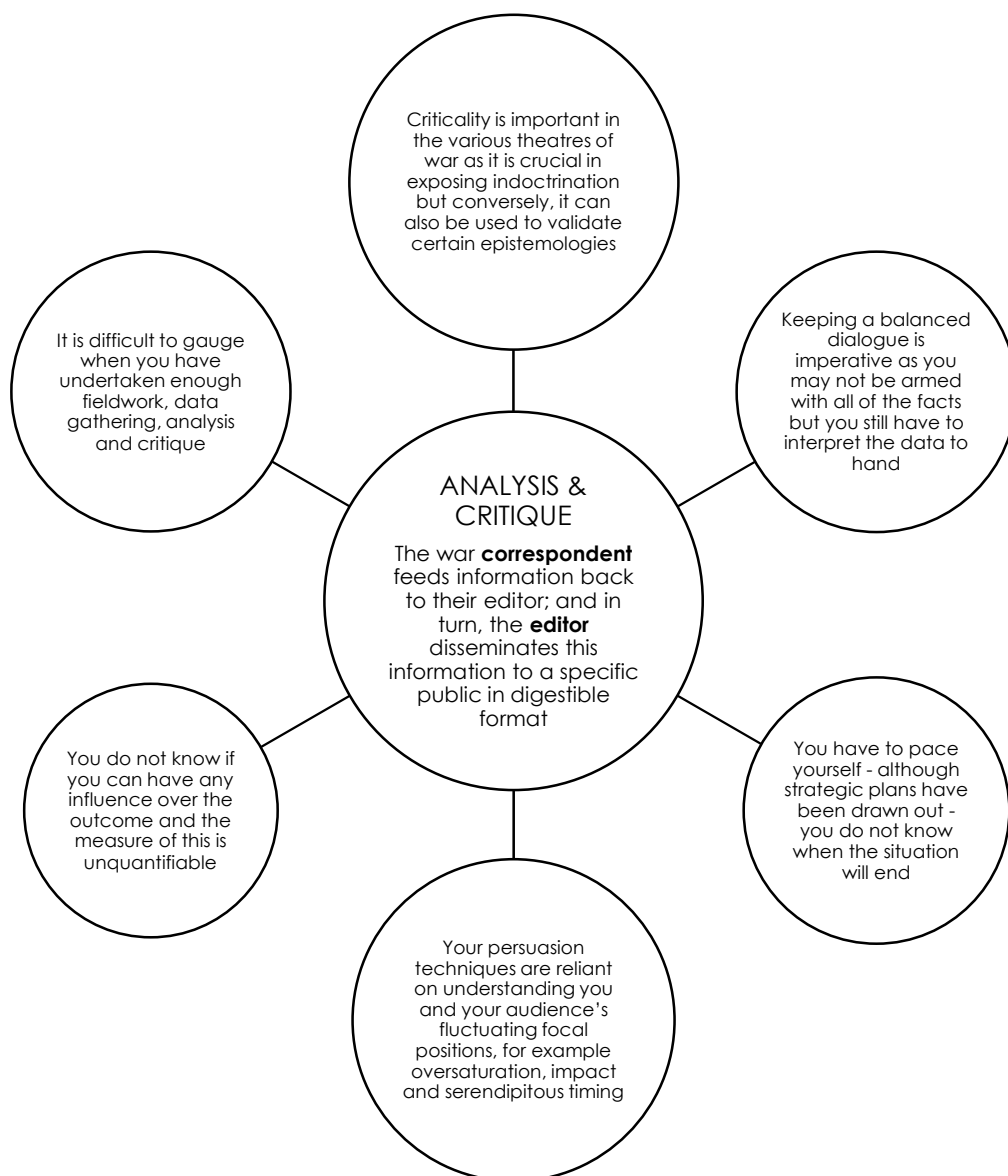 Criticality is important in
the various theatres of
war as it is crucial in
exposing indoctrination
but conversely, it can
also be used to validate
certain epistemologies
It is difficult to gauge
when you have
undertaken enough
fieldwork, data
gathering, analysis
and critique
Keeping a balanced
dialogue is
imperative as you
may not be armed
with all of the facts
but you still have to
interpret the data to
hand
ANALYSIS &
CRITIQUE
The war correspondent
feeds information back
to their editor; and in
turn, the editor
disseminates this
information to a specific
public in digestible
format
You do not know if
you can have any
influence over the
outcome and the
measure of this is
unquantifiable
You have to pace
yourself - although
strategic plans have
been drawn out -
you do not know
when the situation
will end
Your persuasion
techniques are reliant
on understanding you
and your audience’s
fluctuating focal
positions, for example
oversaturation, impact
and serendipitous timing